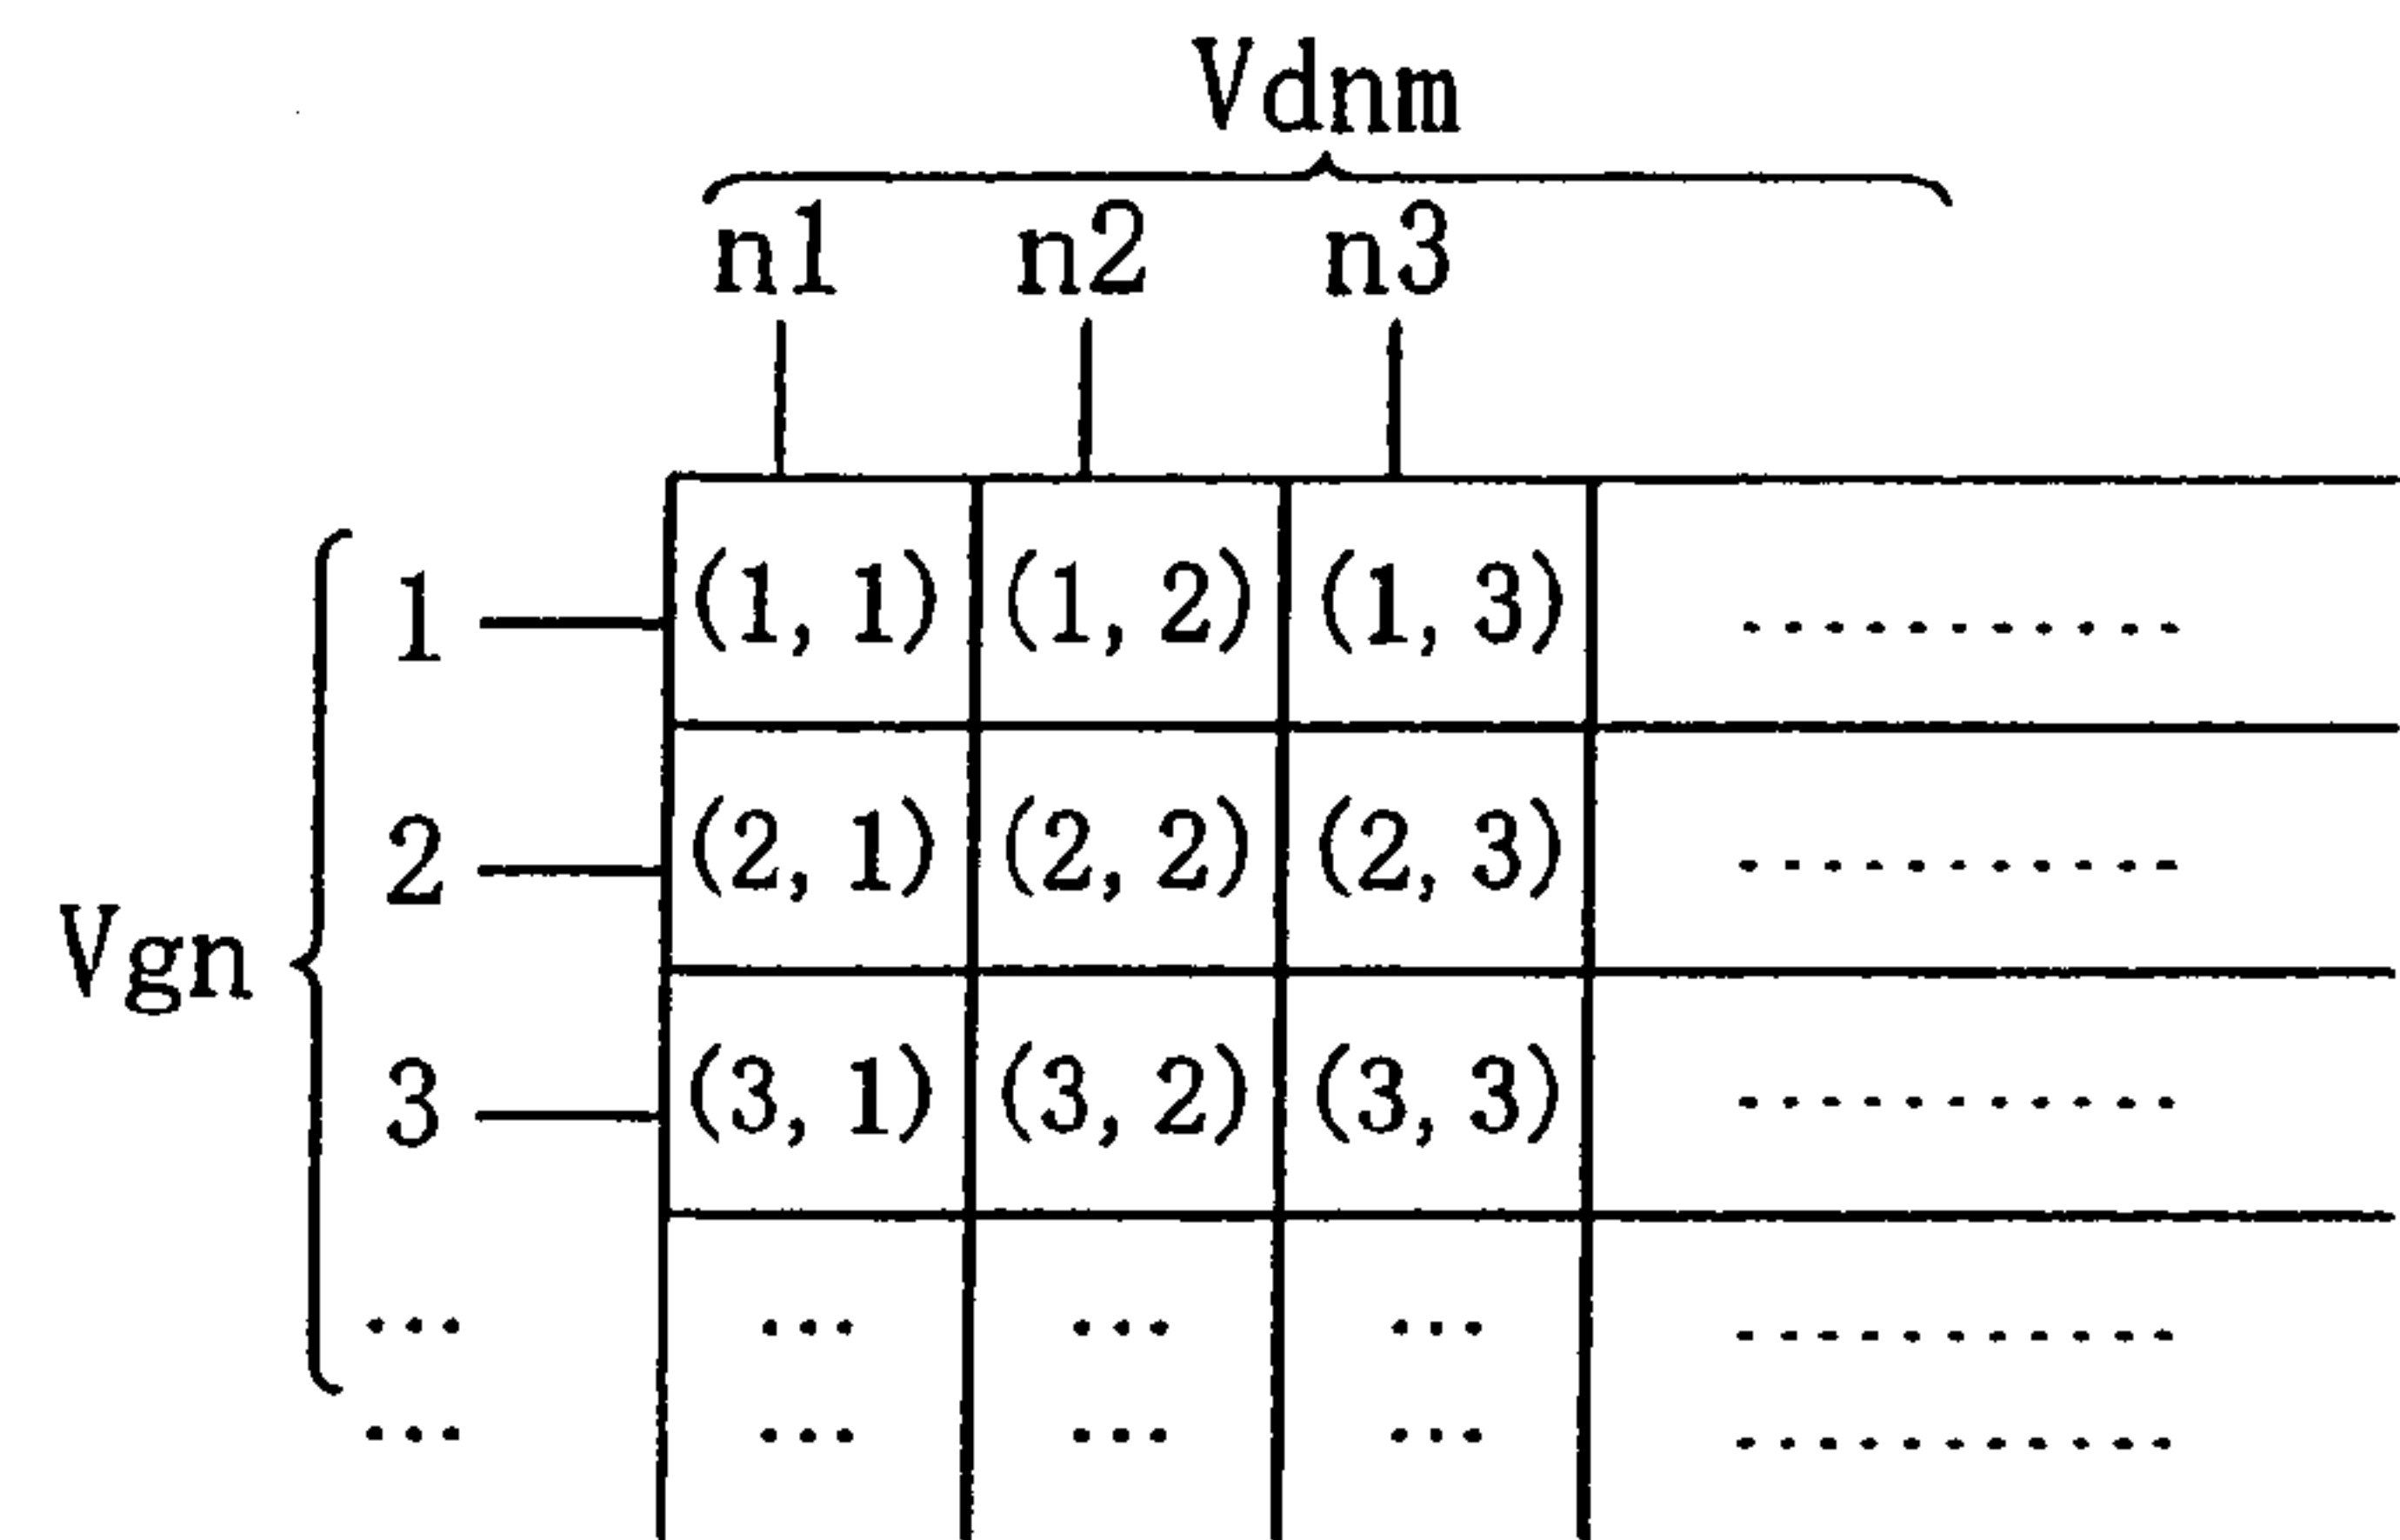 Vdnm
n1 n2 n3
1 (1, 1) (1, 2) (1, 3) ...........
2 (2, 1) (2, 2) (2, 3) ...........
Vgn
3 (3, 1) (3, 2) (3, 3) ...........
... ... ... ... ...........
... ... ... ... ...........